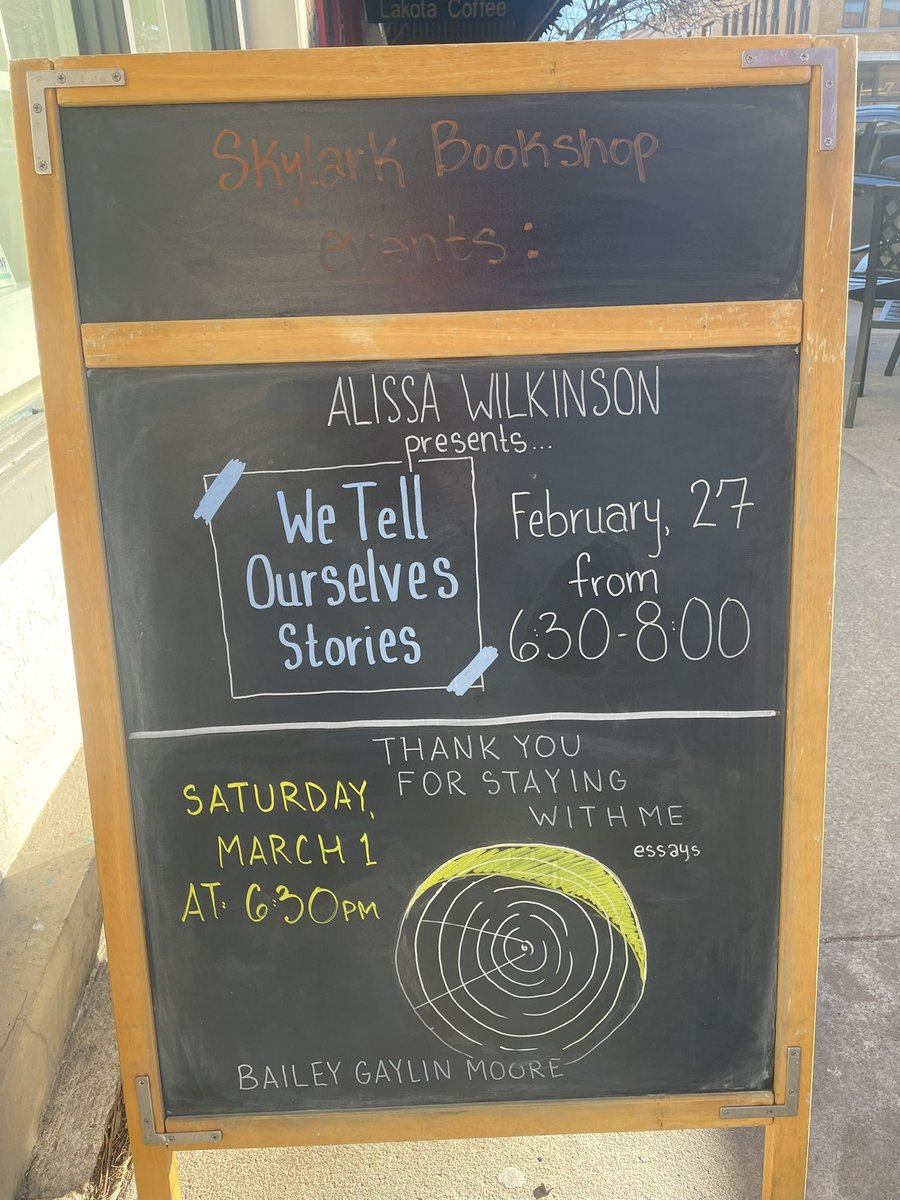 Lakota Coffee
Skylark Bookshop
events:
ALISSA WILKINSON
presents...
We Tell
Ourselves
Stories
February, 27
from
6:30-8:00
THANK YOU
FOR STAYING
WITH ME
essays
SATURDAY,
MARCH 1
AT: 6:30PM
BAILEY GAYLIN MOORE